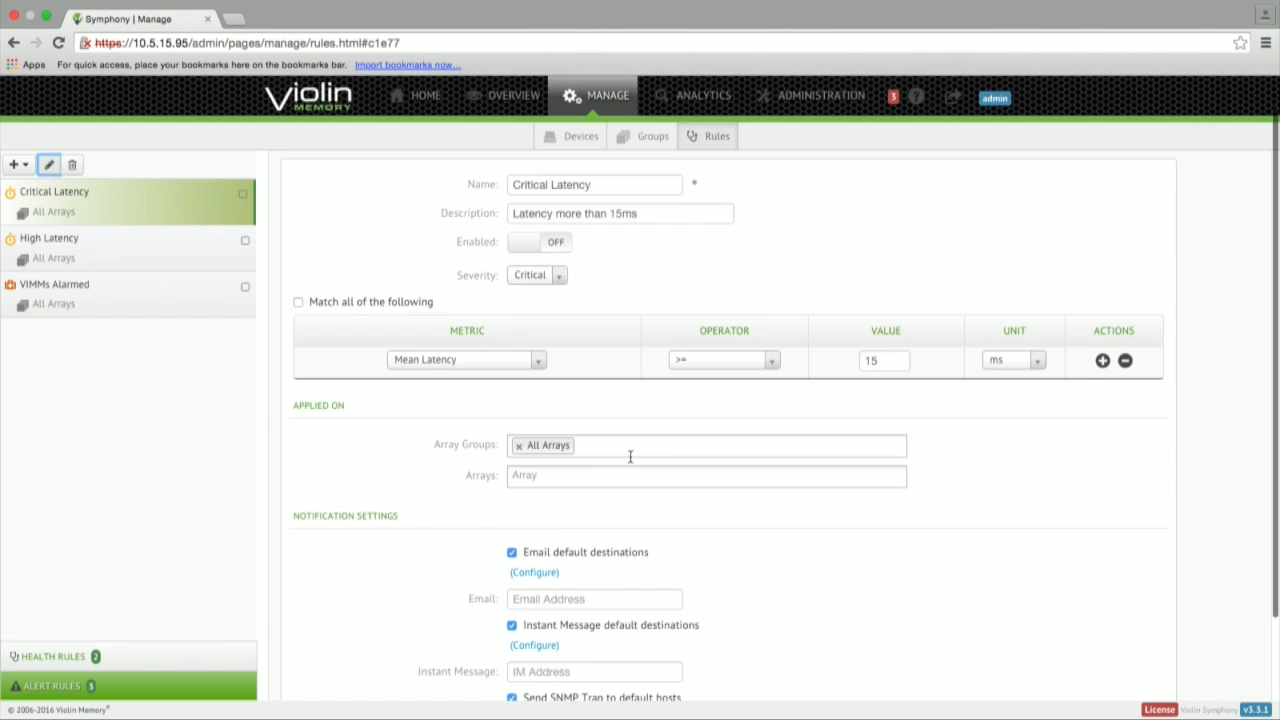 Symphony | Manage
https://10.5.15.95/admin/pages/manage/rules.html#c1e77
Apps For quick access, place your bookmarks here on the bookmarks bar. Import bookmarks now...
Violin MEMORY HOME OVERVIEW MANAGE ANALYTICS ADMINISTRATION 3 ? admin
Devices Groups Rules
Critical Latency
All Arrays
High Latency
All Arrays
VIMMs Alarmed
All Arrays
HEALTH RULES 2
ALERT RULES 3
Name: Critical Latency *
Description: Latency more than 15ms
Enabled: OFF
Severity: Critical
Match all of the following
METRIC OPERATOR VALUE UNIT ACTIONS
Mean Latency >= 15 ms
APPLIED ON
Array Groups: × All Arrays
Arrays: Array
NOTIFICATION SETTINGS
Email default destinations
(Configure)
Email: Email Address
Instant Message default destinations
(Configure)
Instant Message: IM Address
Send SNMP Trap to default hosts
© 2006-2016 Violin Memory® License Violin Symphony v3.3.1